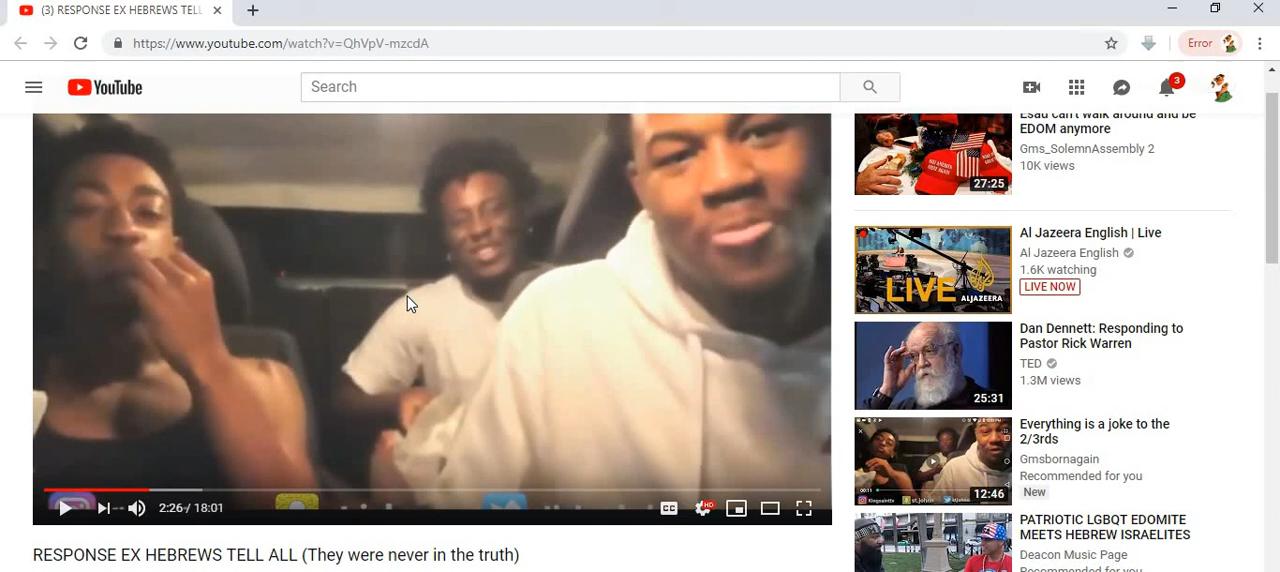 (3) RESPONSE EX HEBREWS TELL
https://www.youtube.com/watch?v=QhVpV-mzcdA
Error
YouTube
Search
3
Esau can't walk around and be
EDOM anymore
Gms_SolemnAssembly 2
10K views
27:25
Al Jazeera English | Live
Al Jazeera English
1.6K watching
LIVE NOW
LIVE ALJAZEERA
Dan Dennett: Responding to
Pastor Rick Warren
TED
1.3M views
25:31
Everything is a joke to the
2/3rds
Gmsbornagain
Recommended for you
New
12:46
PATRIOTIC LGBQT EDOMITE
MEETS HEBREW ISRAELITES
Deacon Music Page
Recommended for you
2:26 / 18:01
CC
HD
RESPONSE EX HEBREWS TELL ALL (They were never in the truth)